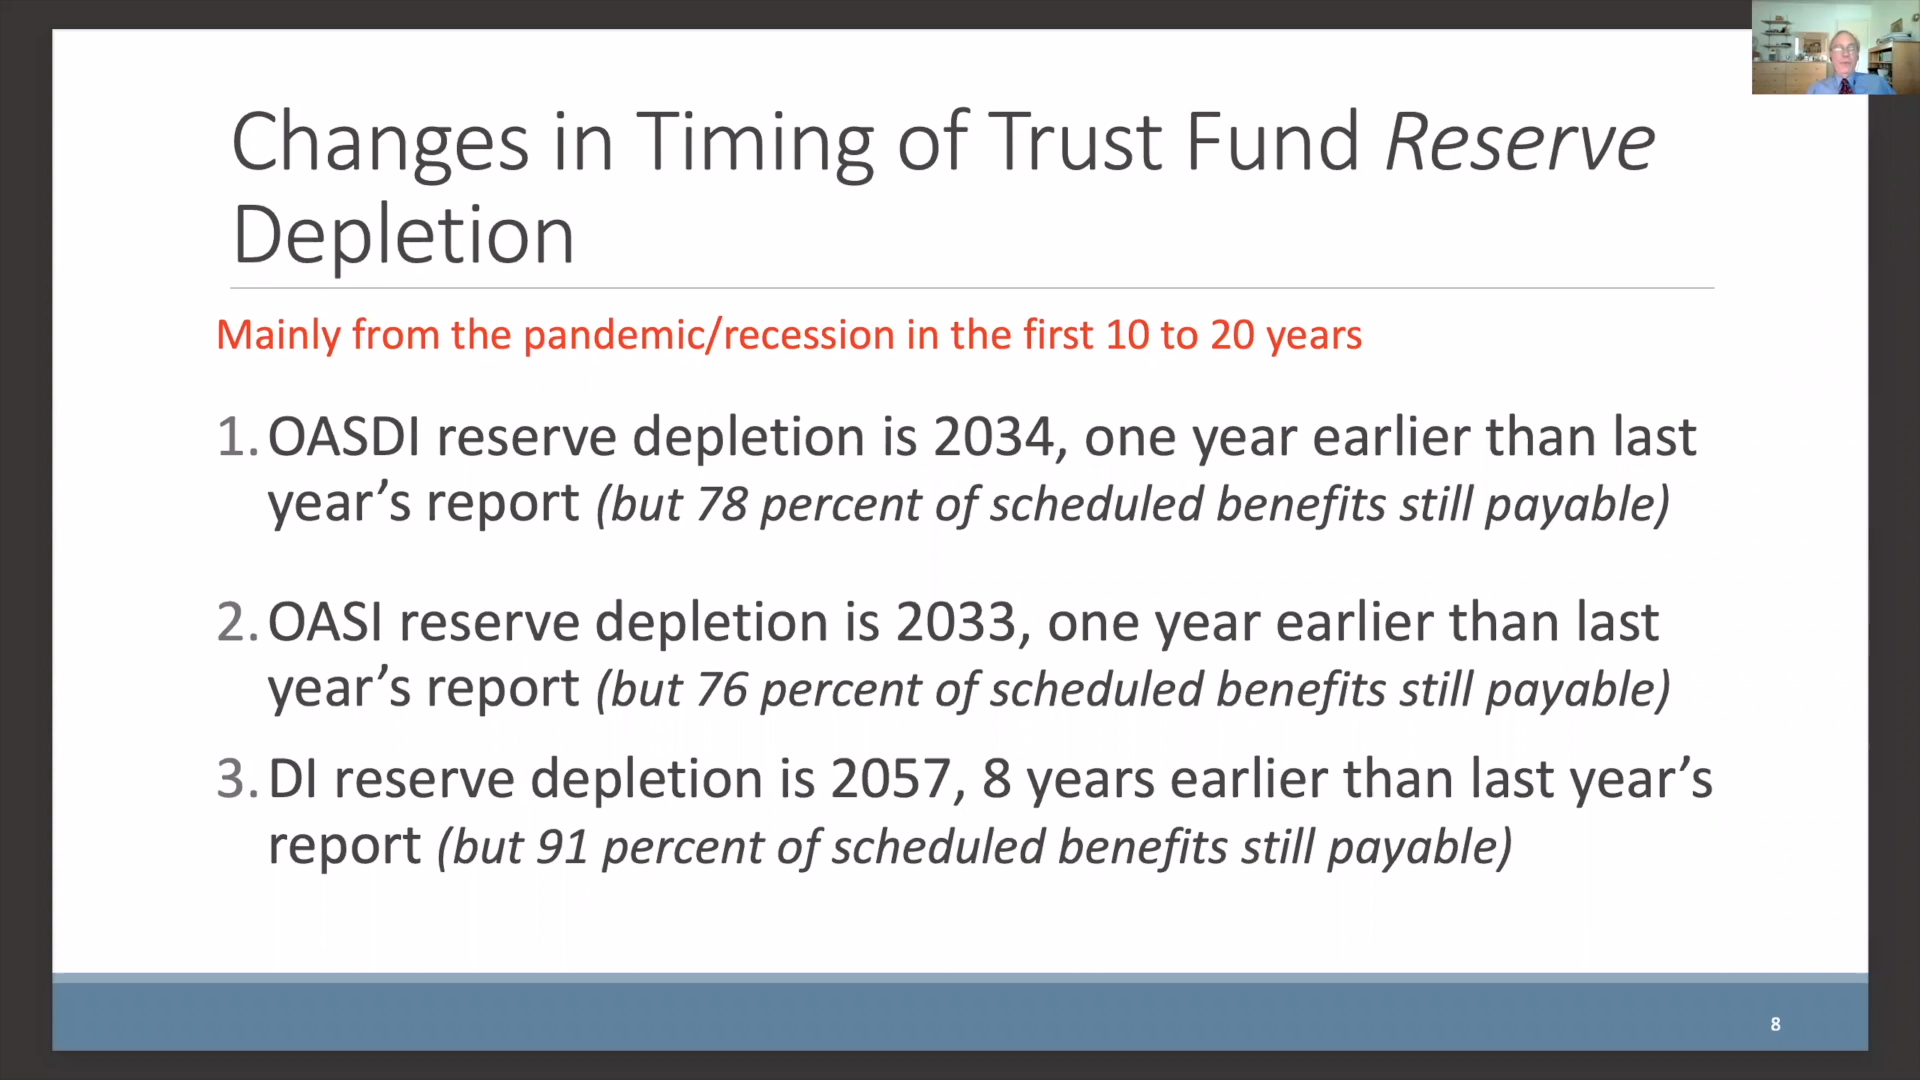 Changes in Timing of Trust Fund Reserve
Depletion
Mainly from the pandemic/recession in the first 10 to 20 years
1. OASDI reserve depletion is 2034, one year earlier than last
year’s report (but 78 percent of scheduled benefits still payable)
2. OASI reserve depletion is 2033, one year earlier than last
year’s report (but 76 percent of scheduled benefits still payable)
3. DI reserve depletion is 2057, 8 years earlier than last year’s
report (but 91 percent of scheduled benefits still payable)
8